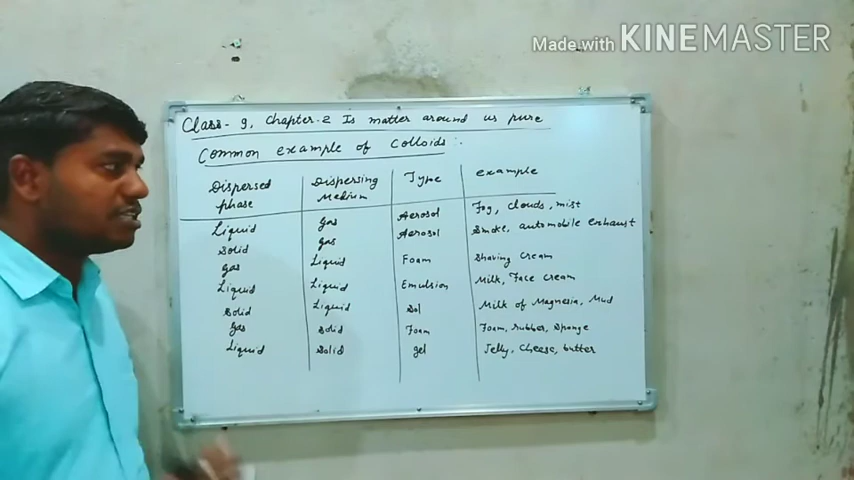 Made with KINEMASTER
Class-9, Chapter-2 Is matter around us pure
Common example of Colloids:-
Dispersed phase | Dispersing Medium | Type | example
Liquid | gas | Aerosol | Fog, clouds, mist
Solid | gas | Aerosol | Smoke, automobile exhaust
gas | Liquid | Foam | Shaving cream
Liquid | Liquid | Emulsion | Milk, Face cream
Solid | Liquid | Sol | Milk of Magnesia, Mud
gas | Solid | Foam | Foam, rubber, Sponge
Liquid | Solid | gel | Jelly, cheese, butter